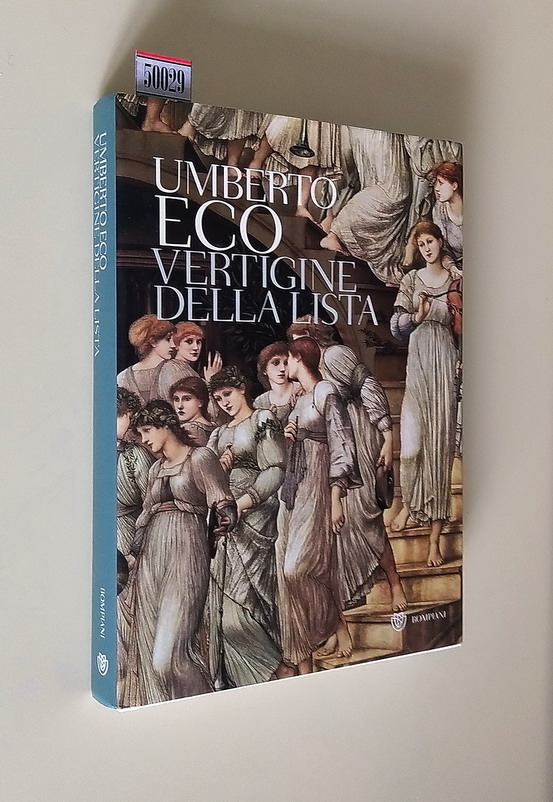 50029
UMBERTO
ECO
VERTIGINE
DELLA LISTA
BOMPIANI
UMBERTO ECO
VERTIGINE DELLA LISTA
BOMPIANI